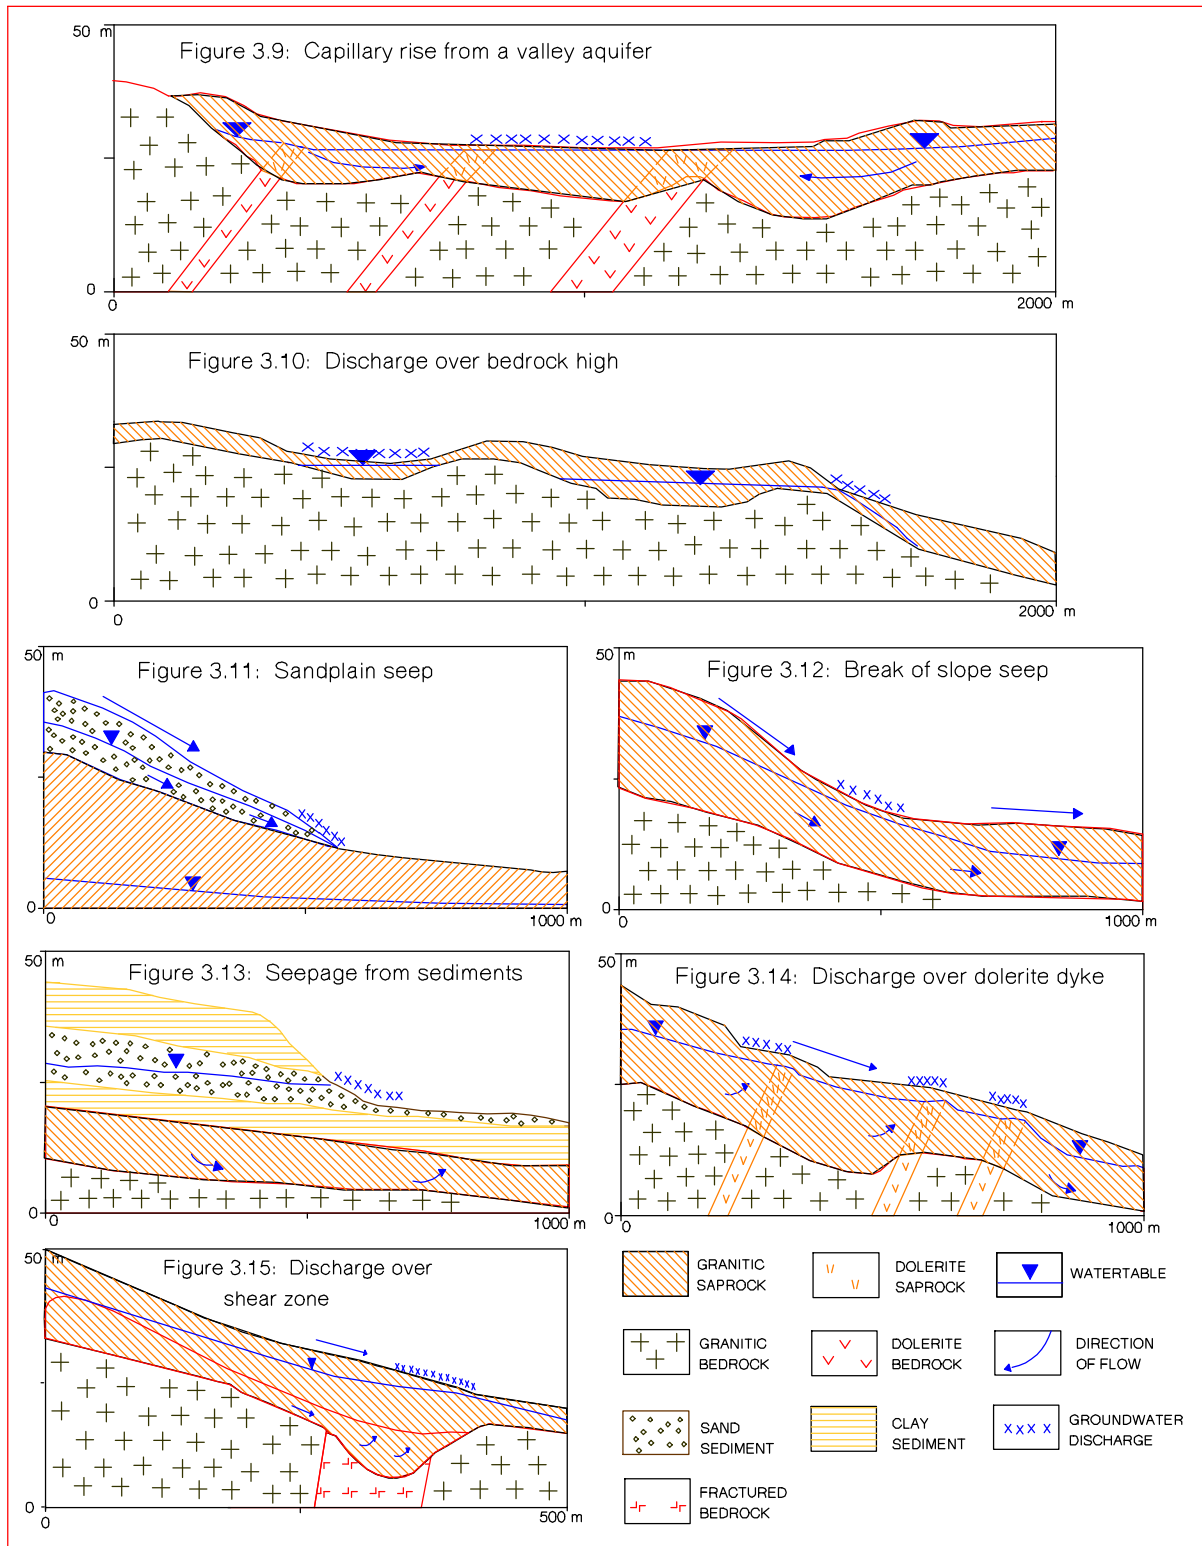 50 m
Figure 3.9: Capillary rise from a valley aquifer
0
0
2000 m
50 m
Figure 3.10: Discharge over bedrock high
0
0
2000 m
50 m
Figure 3.11: Sandplain seep
0
0
1000 m
50 m
Figure 3.12: Break of slope seep
0
0
1000 m
50 m
Figure 3.13: Seepage from sediments
0
0
1000 m
50 m
Figure 3.14: Discharge over dolerite dyke
0
0
1000 m
50 m
Figure 3.15: Discharge over
shear zone
0
0
500 m
GRANITIC
SAPROCK
DOLERITE
SAPROCK
WATERTABLE
GRANITIC
BEDROCK
DOLERITE
BEDROCK
DIRECTION
OF FLOW
SAND
SEDIMENT
CLAY
SEDIMENT
GROUNDWATER
DISCHARGE
FRACTURED
BEDROCK